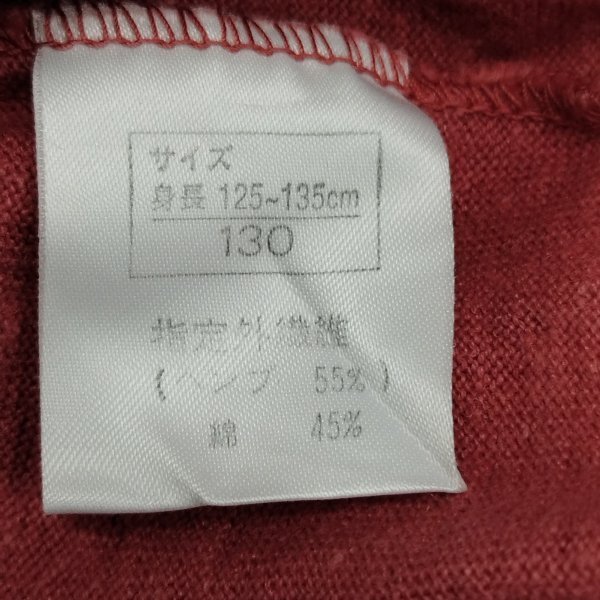 サイズ
身長 125~135cm
130
指定外繊維
(ヘンプ 55%)
綿 45%